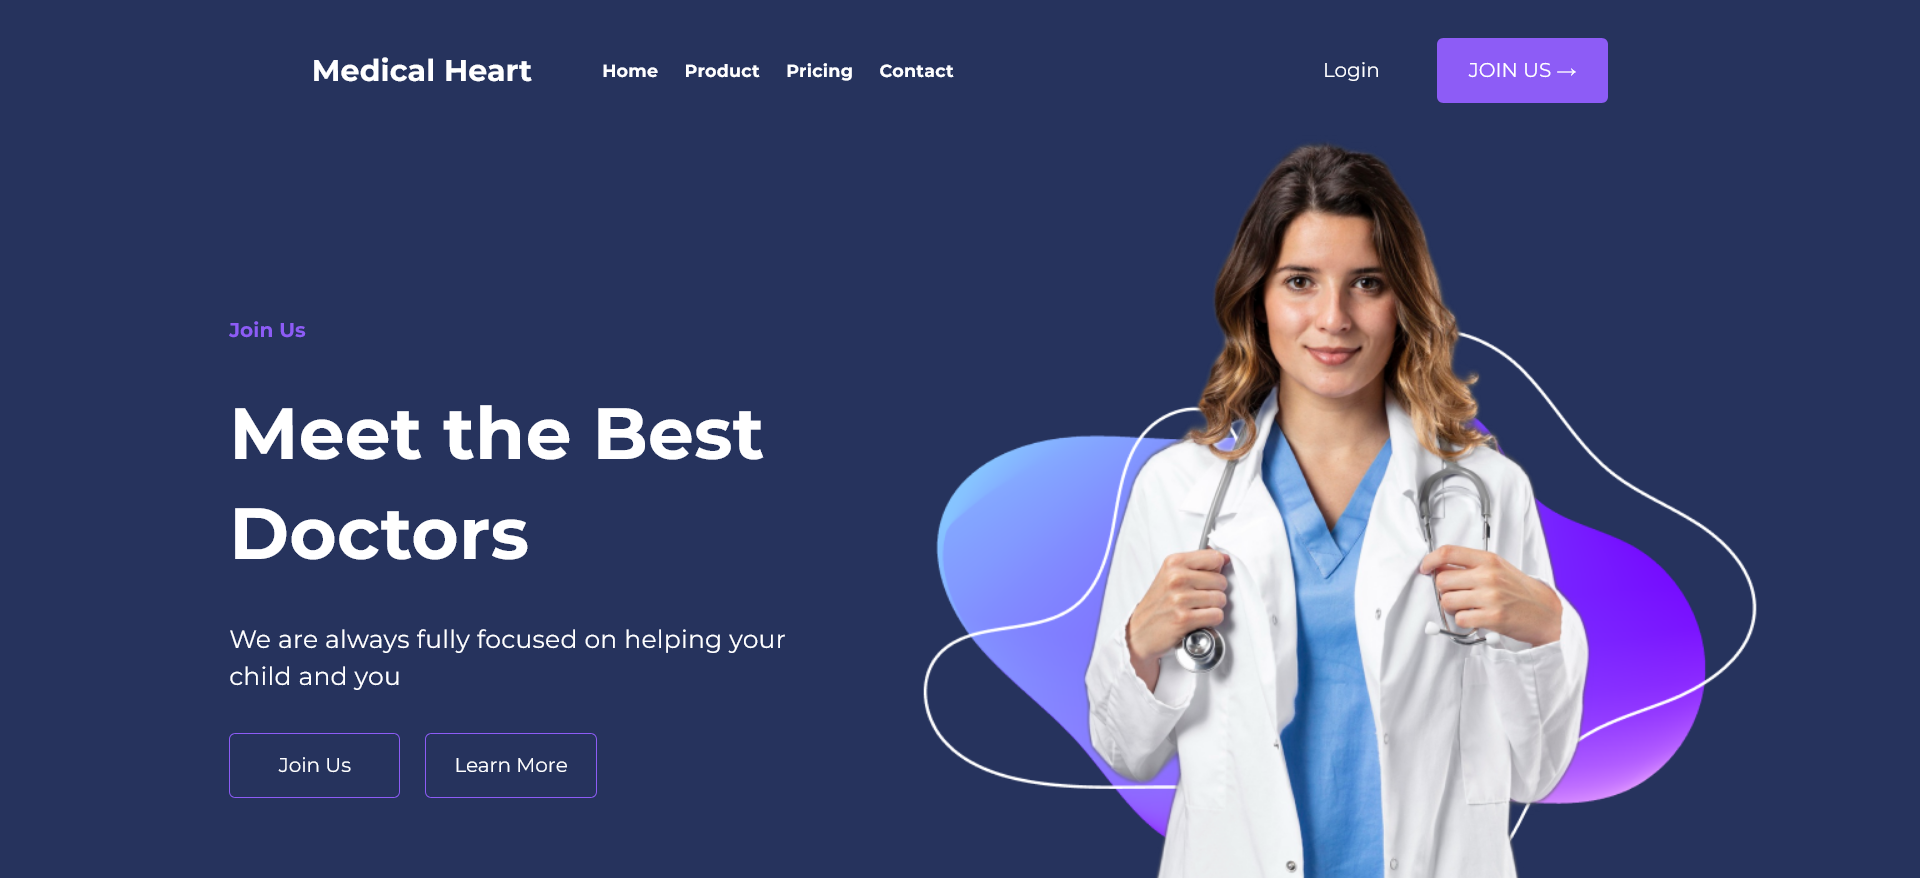 Medical Heart
Home Product Pricing Contact
Login
JOIN US →
Join Us
Meet the Best
Doctors
We are always fully focused on helping your
child and you
Join Us
Learn More